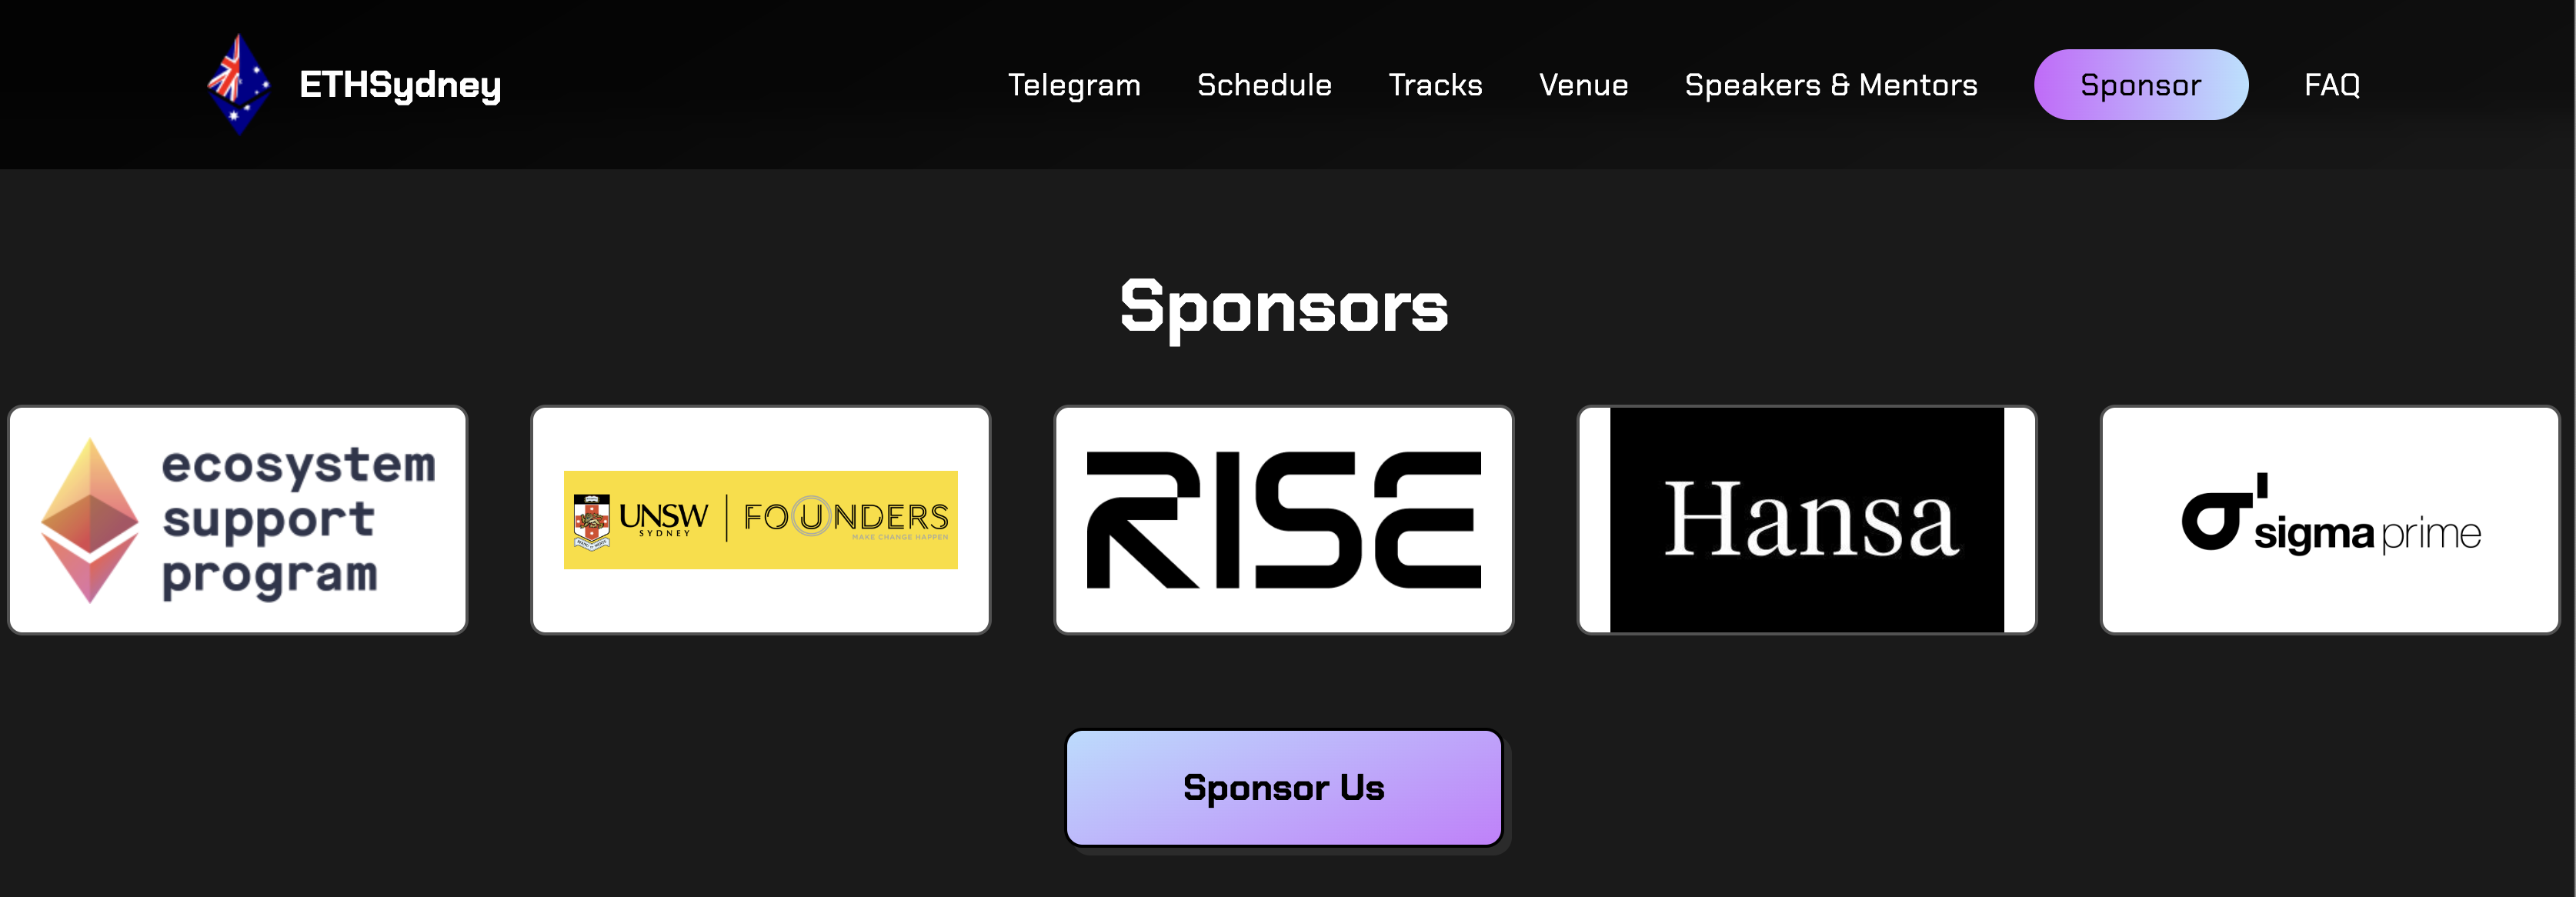 ETHSydney
Telegram
Schedule
Tracks
Venue
Speakers & Mentors
Sponsor
FAQ
Sponsors
ecosystem
support
program
UNSW
SYDNEY
FOUNDERS
MAKE CHANGE HAPPEN
RISE
Hansa
sigma prime
Sponsor Us